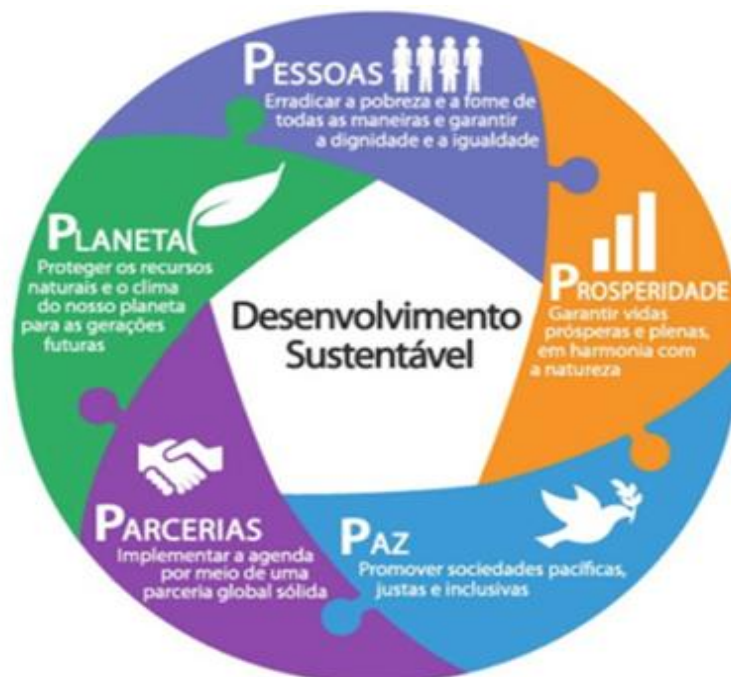 PESSOAS
Erradicar a pobreza e a fome de
todas as maneiras e garantir
a dignidade e a igualdade
PLANETA
Proteger os recursos
naturais e o clima
do nosso planeta
para as gerações
futuras
PROSPERIDADE
Garantir vidas
prósperas e plenas,
em harmonia com
a natureza
Desenvolvimento
Sustentável
PARCERIAS
Implementar a agenda
por meio de uma
parceria global sólida
PAZ
Promover sociedades pacíficas,
justas e inclusivas